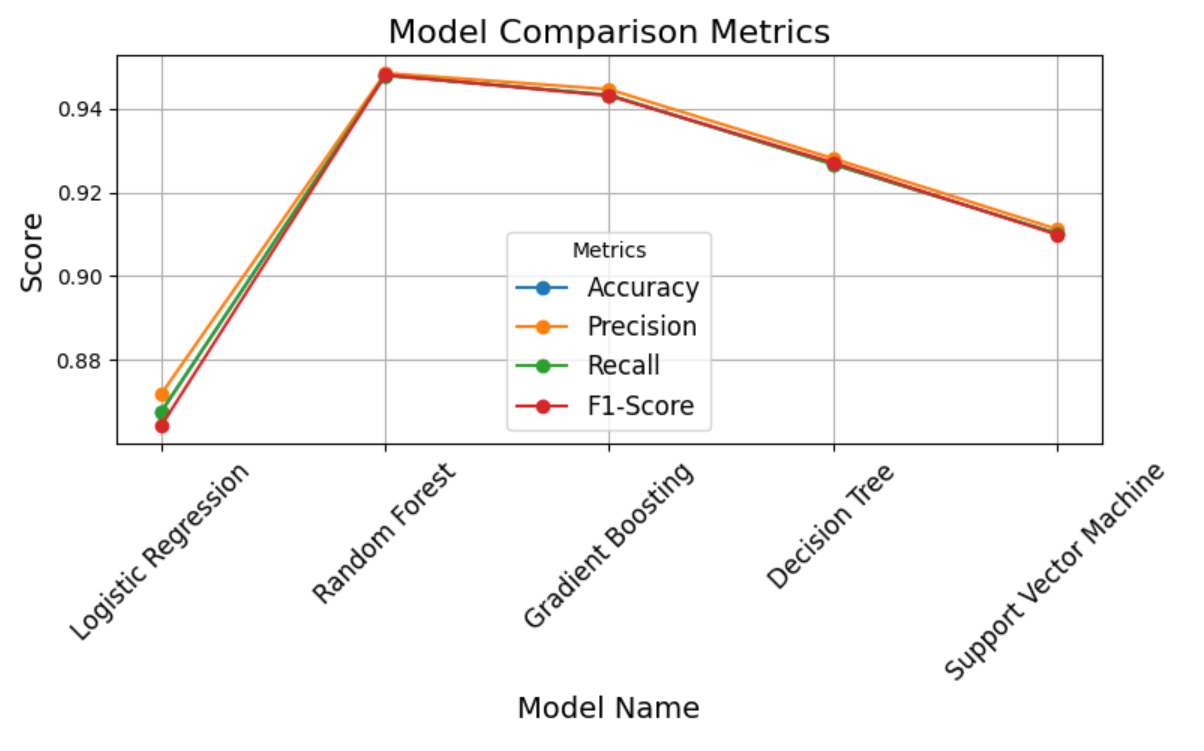 Model Comparison Metrics
Score
0.94
0.92
0.90
0.88
Metrics
Accuracy
Precision
Recall
F1-Score
Logistic Regression
Random Forest
Gradient Boosting
Decision Tree
Support Vector Machine
Model Name